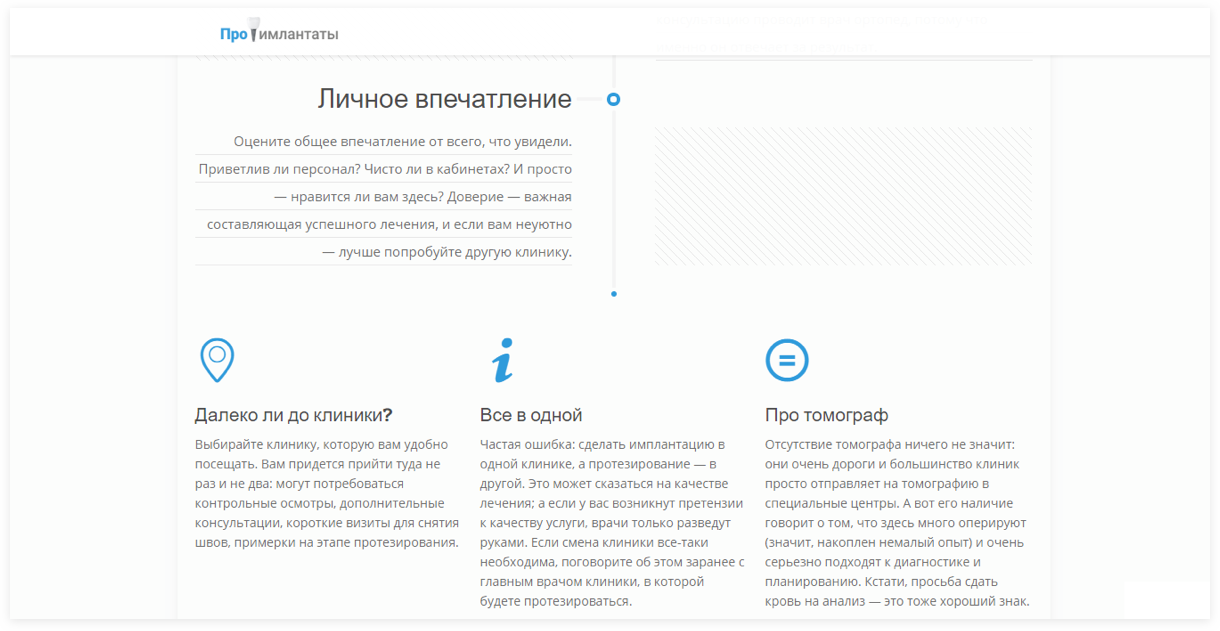 Про имлантаты
Личное впечатление
Оцените общее впечатление от всего, что увидели.
Приветлив ли персонал? Чисто ли в кабинетах? И просто
— нравится ли вам здесь? Доверие — важная
составляющая успешного лечения, и если вам неуютно
— лучше попробуйте другую клинику.
Далеко ли до клиники?
Выбирайте клинику, которую вам удобно
посещать. Вам придется прийти туда не
раз и не два: могут потребоваться
контрольные осмотры, дополнительные
консультации, короткие визиты для снятия
швов, примерки на этапе протезирования.
Все в одной
Частая ошибка: сделать имплантацию в
одной клинике, а протезирование — в
другой. Это может сказаться на качестве
лечения; а если у вас возникнут претензии
к качеству услуги, врачи только разведут
руками. Если смена клиники все-таки
необходима, поговорите об этом заранее с
главным врачом клиники, в которой
будете протезироваться.
Про томограф
Отсутствие томографа ничего не значит:
они очень дороги и большинство клиник
просто отправляет на томографию в
специальные центры. А вот его наличие
говорит о том, что здесь много оперируют
(значит, накоплен немалый опыт) и очень
серьезно подходят к диагностике и
планированию. Кстати, просьба сдать
кровь на анализ — это тоже хороший знак.